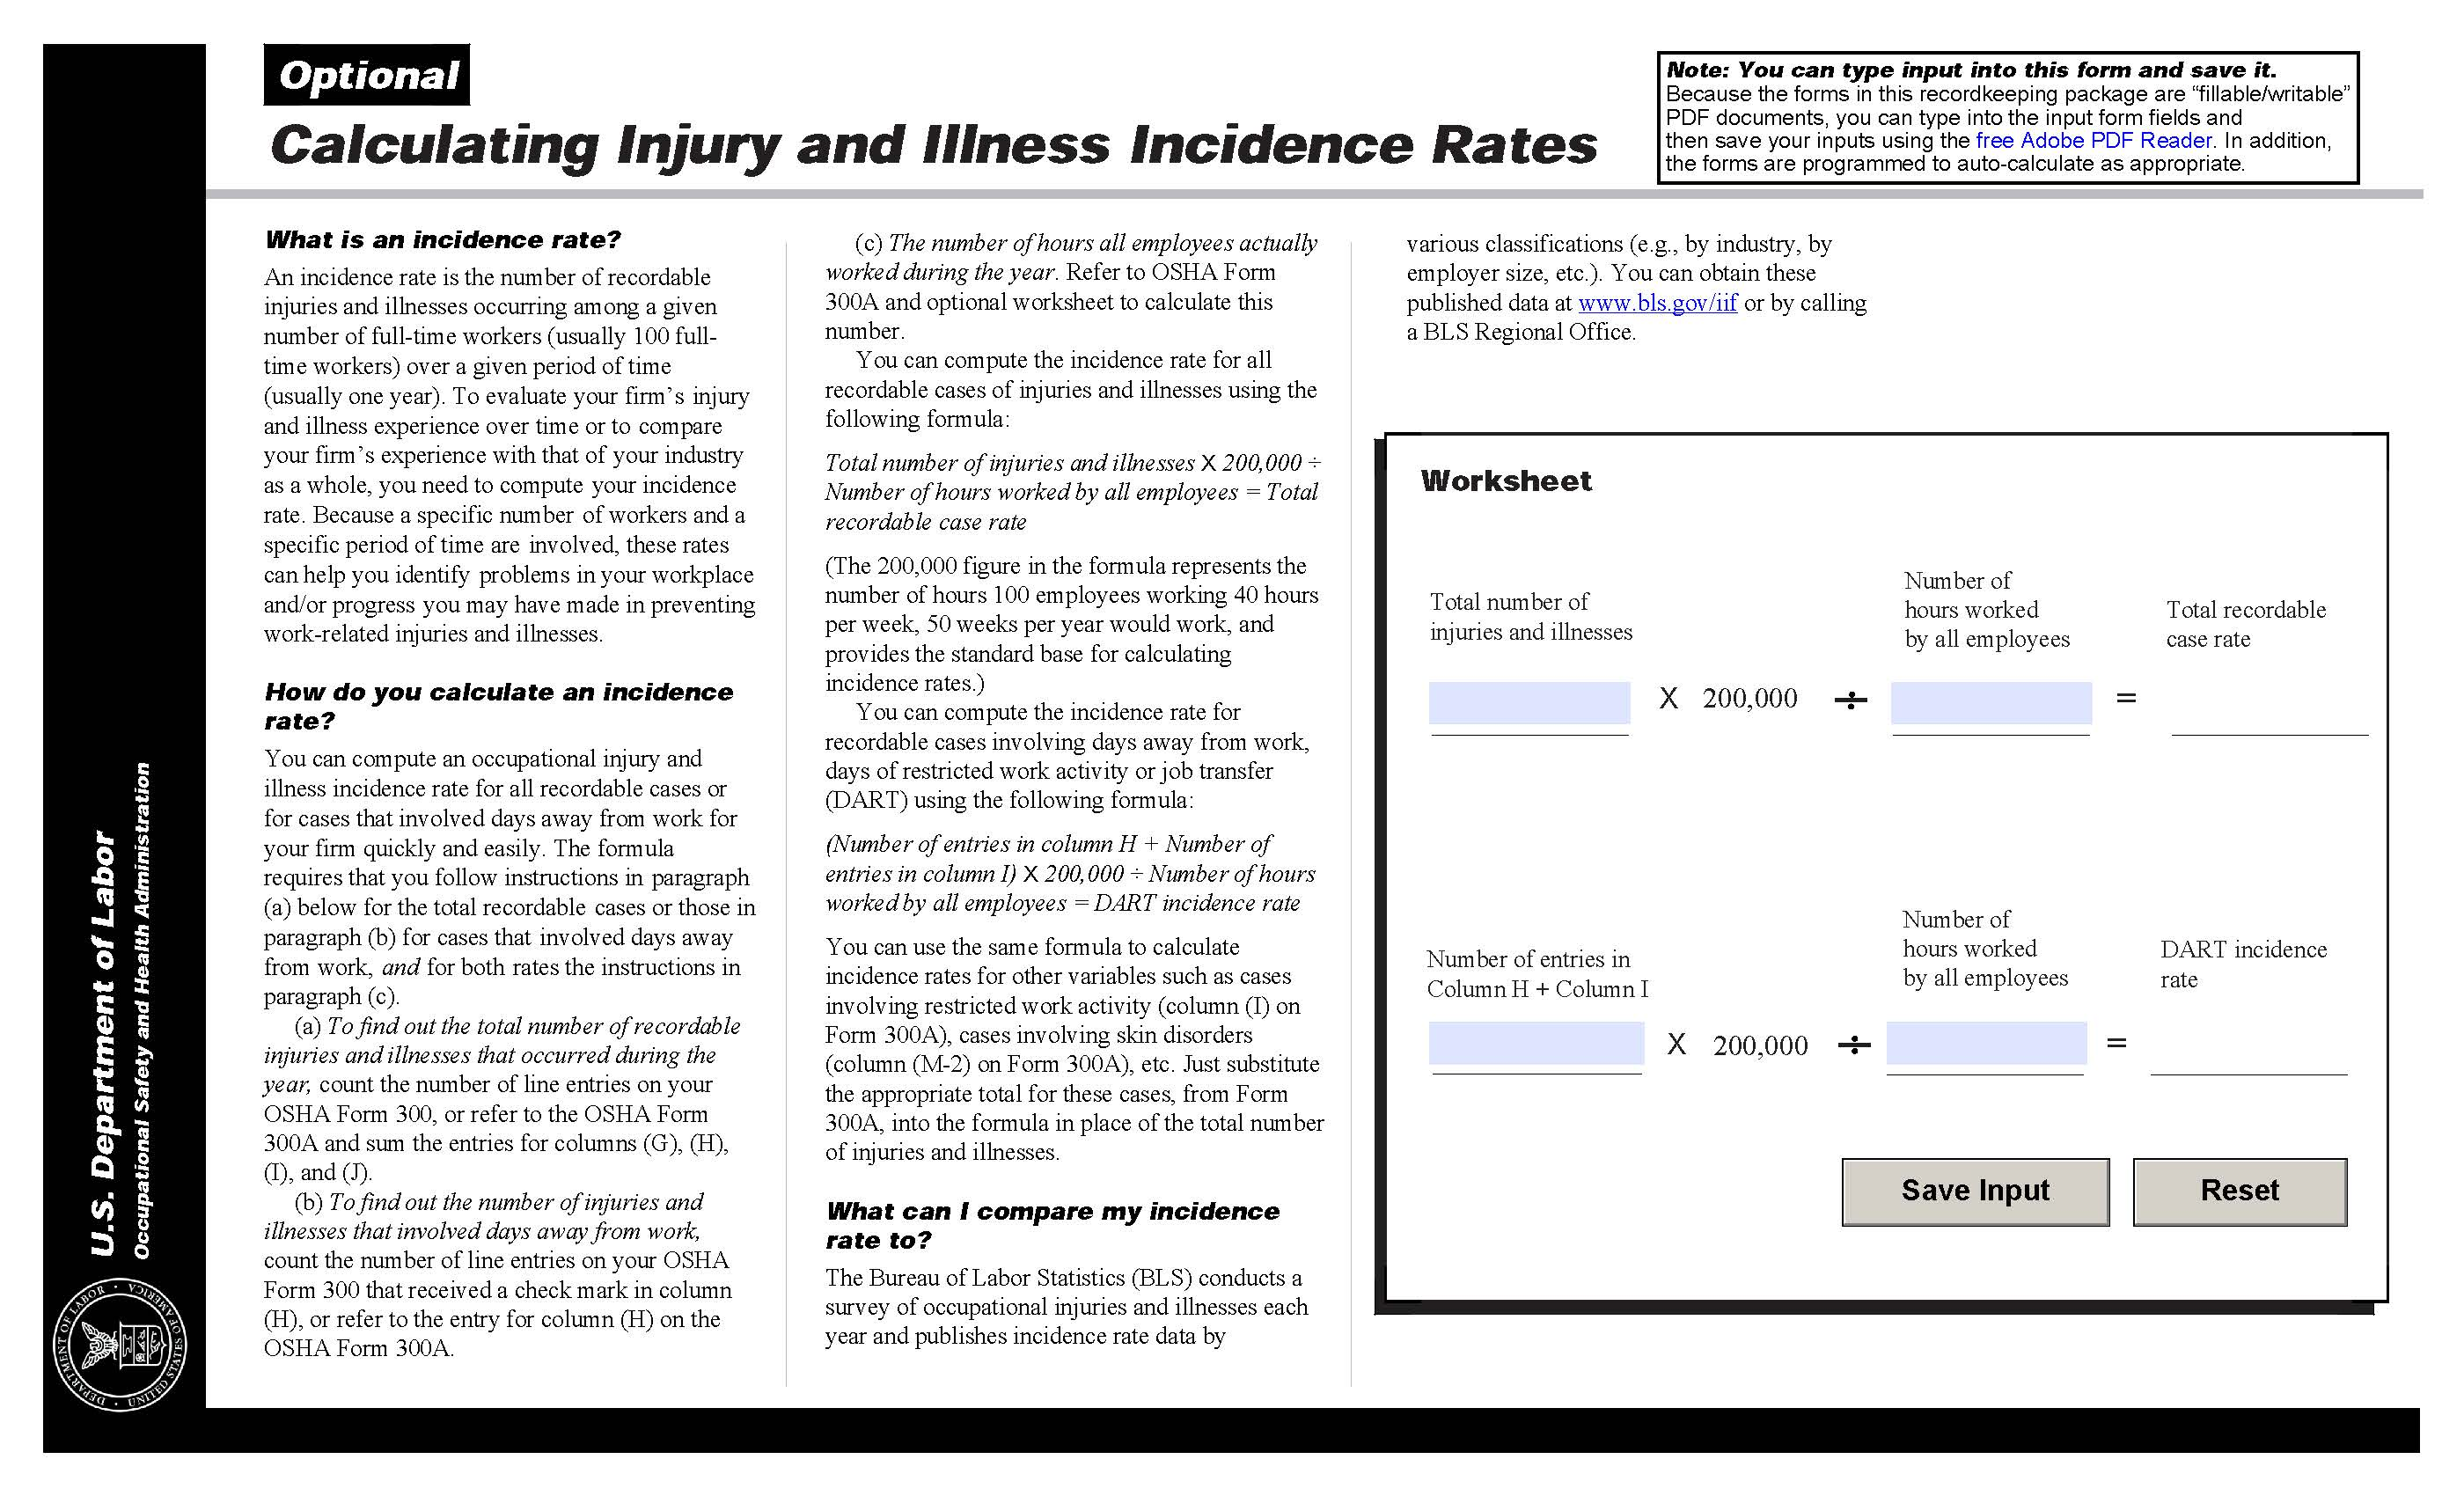 Optional
Calculating Injury and Illness Incidence Rates
Note: You can type input into this form and save it.
Because the forms in this recordkeeping package are “fillable/writable”
PDF documents, you can type into the input form fields and
then save your inputs using the free Adobe PDF Reader. In addition,
the forms are programmed to auto-calculate as appropriate.
U.S. Department of Labor
Occupational Safety and Health Administration
DEPARTMENT OF LABOR
UNITED STATES OF AMERICA
What is an incidence rate?
An incidence rate is the number of recordable
injuries and illnesses occurring among a given
number of full-time workers (usually 100 full-
time workers) over a given period of time
(usually one year). To evaluate your firm’s injury
and illness experience over time or to compare
your firm’s experience with that of your industry
as a whole, you need to compute your incidence
rate. Because a specific number of workers and a
specific period of time are involved, these rates
can help you identify problems in your workplace
and/or progress you may have made in preventing
work-related injuries and illnesses.
How do you calculate an incidence
rate?
You can compute an occupational injury and
illness incidence rate for all recordable cases or
for cases that involved days away from work for
your firm quickly and easily. The formula
requires that you follow instructions in paragraph
(a) below for the total recordable cases or those in
paragraph (b) for cases that involved days away
from work, and for both rates the instructions in
paragraph (c).
(a) To find out the total number of recordable
injuries and illnesses that occurred during the
year, count the number of line entries on your
OSHA Form 300, or refer to the OSHA Form
300A and sum the entries for columns (G), (H),
(I), and (J).
(b) To find out the number of injuries and
illnesses that involved days away from work,
count the number of line entries on your OSHA
Form 300 that received a check mark in column
(H), or refer to the entry for column (H) on the
OSHA Form 300A.
(c) The number of hours all employees actually
worked during the year. Refer to OSHA Form
300A and optional worksheet to calculate this
number.
You can compute the incidence rate for all
recordable cases of injuries and illnesses using the
following formula:
Total number of injuries and illnesses X 200,000 ÷
Number of hours worked by all employees = Total
recordable case rate
(The 200,000 figure in the formula represents the
number of hours 100 employees working 40 hours
per week, 50 weeks per year would work, and
provides the standard base for calculating
incidence rates.)
You can compute the incidence rate for
recordable cases involving days away from work,
days of restricted work activity or job transfer
(DART) using the following formula:
(Number of entries in column H + Number of
entries in column I) X 200,000 ÷ Number of hours
worked by all employees = DART incidence rate
You can use the same formula to calculate
incidence rates for other variables such as cases
involving restricted work activity (column (I) on
Form 300A), cases involving skin disorders
(column (M-2) on Form 300A), etc. Just substitute
the appropriate total for these cases, from Form
300A, into the formula in place of the total number
of injuries and illnesses.
What can I compare my incidence
rate to?
The Bureau of Labor Statistics (BLS) conducts a
survey of occupational injuries and illnesses each
year and publishes incidence rate data by
various classifications (e.g., by industry, by
employer size, etc.). You can obtain these
published data at www.bls.gov/iif or by calling
a BLS Regional Office.
Worksheet
Total number of
injuries and illnesses
Number of
hours worked
by all employees
Total recordable
case rate
X 200,000 ÷ =
Number of entries in
Column H + Column I
Number of
hours worked
by all employees
DART incidence
rate
X 200,000 ÷ =
Save Input
Reset